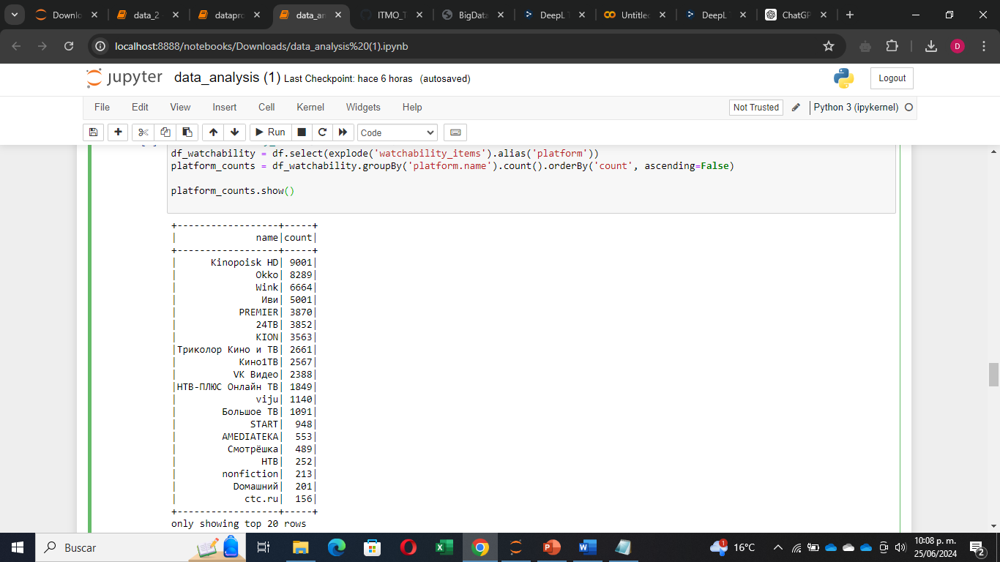 Downlo
data_2
datapro
data_an
ITMO_T
BigData
DeepL T
Untitled
DeepL T
ChatGP
localhost:8888/notebooks/Downloads/data_analysis%20(1).ipynb
D
jupyter data_analysis (1) Last Checkpoint: hace 6 horas (autosaved)
Logout
File Edit View Insert Cell Kernel Widgets Help
Not Trusted
Python 3 (ipykernel)
Run
Code
df_watchability = df.select(explode('watchability_items').alias('platform'))
platform_counts = df_watchability.groupBy('platform.name').count().orderBy('count', ascending=False)
platform_counts.show()
+------------------+-----+
|              name|count|
+------------------+-----+
|      Kinopoisk HD| 9001|
|              Okko| 8289|
|              Wink| 6664|
|               Иви| 5001|
|           PREMIER| 3870|
|              24ТВ| 3852|
|              KION| 3563|
|Триколор Кино и ТВ| 2661|
|           Кино1ТВ| 2567|
|          VK Видео| 2388|
|НТВ-ПЛЮС Онлайн ТВ| 1849|
|              viju| 1140|
|        Большое ТВ| 1091|
|             START|  948|
|        AMEDIATEKA|  553|
|         Смотрёшка|  489|
|               НТВ|  252|
|        nonfiction|  213|
|          Dомашний|  201|
|            ctc.ru|  156|
+------------------+-----+
only showing top 20 rows
Buscar
1
16°C
10:08 p. m.
25/06/2024
2